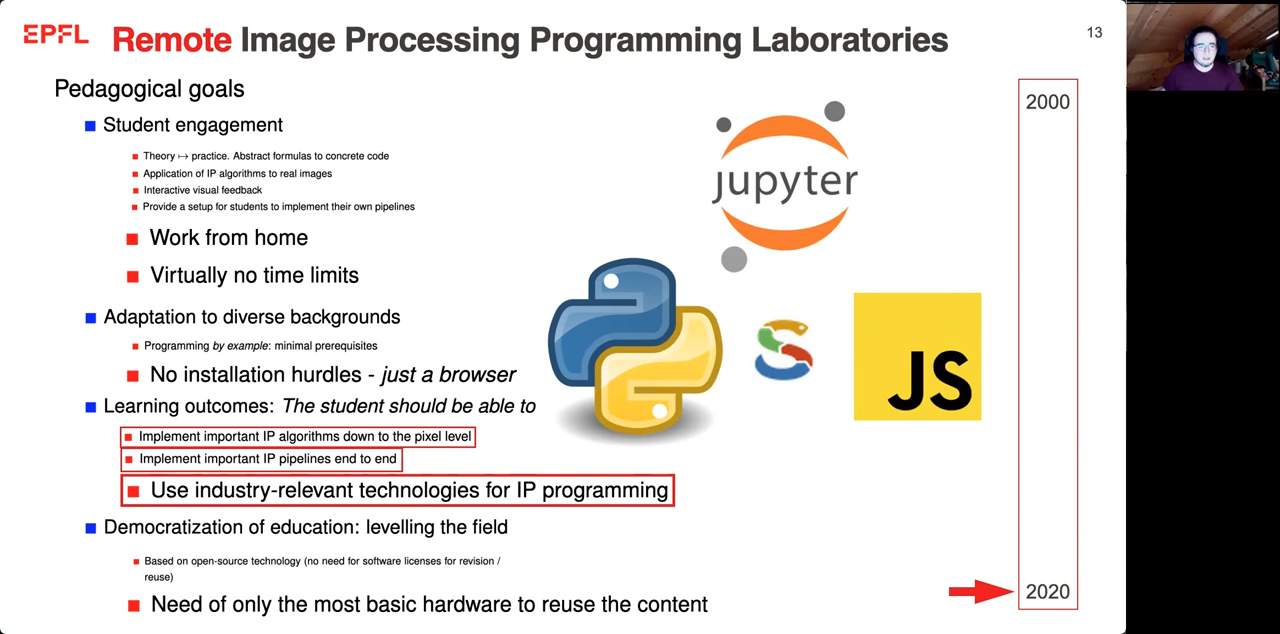 EPFL
Remote Image Processing Programming Laboratories
13
Pedagogical goals
Student engagement
Theory ↦ practice. Abstract formulas to concrete code
Application of IP algorithms to real images
Interactive visual feedback
Provide a setup for students to implement their own pipelines
Work from home
Virtually no time limits
Adaptation to diverse backgrounds
Programming by example: minimal prerequisites
No installation hurdles - just a browser
Learning outcomes: The student should be able to
Implement important IP algorithms down to the pixel level
Implement important IP pipelines end to end
Use industry-relevant technologies for IP programming
Democratization of education: levelling the field
Based on open-source technology (no need for software licenses for revision /
reuse)
Need of only the most basic hardware to reuse the content
jupyter
JS
2000
2020